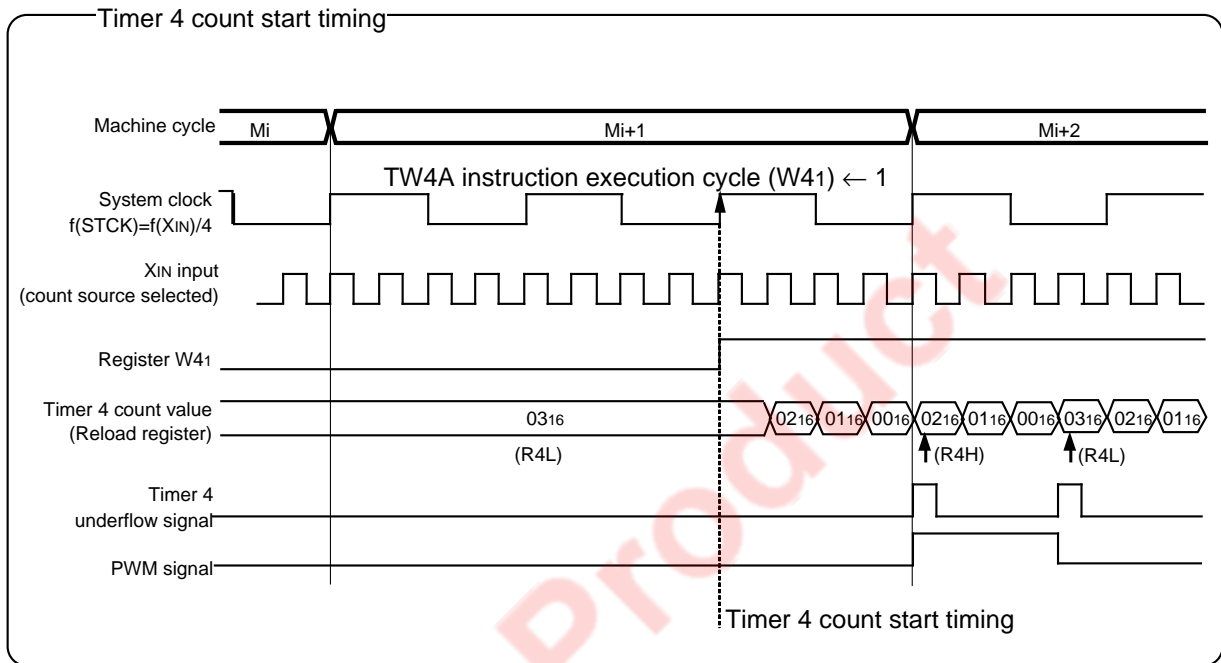 Timer 4 count start timing
Machine cycle
Mi
Mi+1
Mi+2
TW4A instruction execution cycle (W41) ← 1
System clock
f(STCK)=f(XIN)/4
XIN input
(count source selected)
Register W41
Timer 4 count value
(Reload register)
0316
0216 0116 0016 0216 0116 0016 0316 0216 0116
(R4L)
(R4H)
(R4L)
Timer 4
underflow signal
PWM signal
Timer 4 count start timing
Product